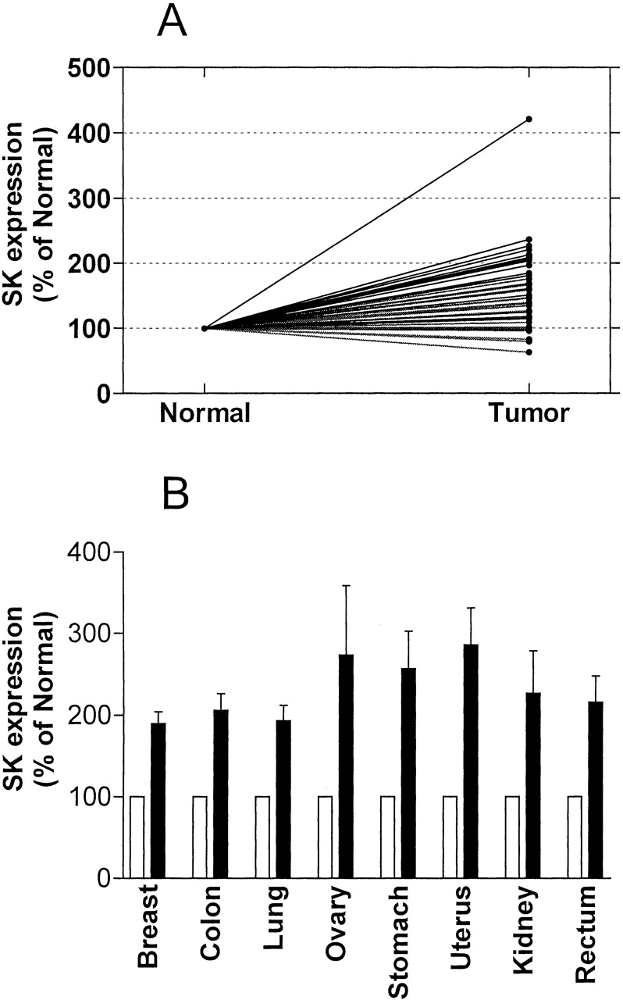 A
SK expression
(% of Normal)
500
400
300
200
100
0
Normal Tumor
B
SK expression
(% of Normal)
400
300
200
100
0
Breast
Colon
Lung
Ovary
Stomach
Uterus
Kidney
Rectum